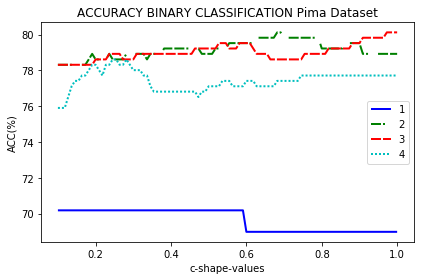 ACCURACY BINARY CLASSIFICATION Pima Dataset
80
78
76
74
72
70
ACC(%)
1
2
3
4
0.2 0.4 0.6 0.8 1.0
c-shape-values